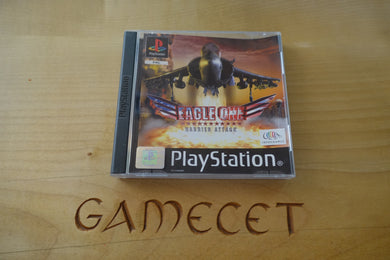 PlayStation
EAGLE ONE
HARRIER ATTACK
PlayStation
GAMECET